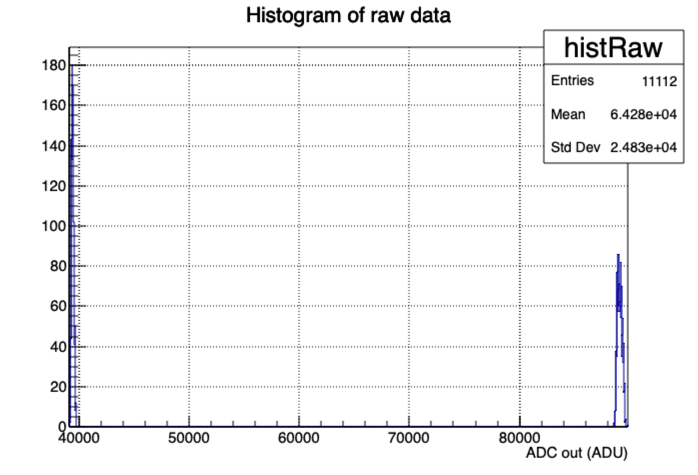 Histogram of raw data
histRaw
Entries 11112
Mean 6.428e+04
Std Dev 2.483e+04
180
160
140
120
100
80
60
40
20
0
40000 50000 60000 70000 80000
ADC out (ADU)